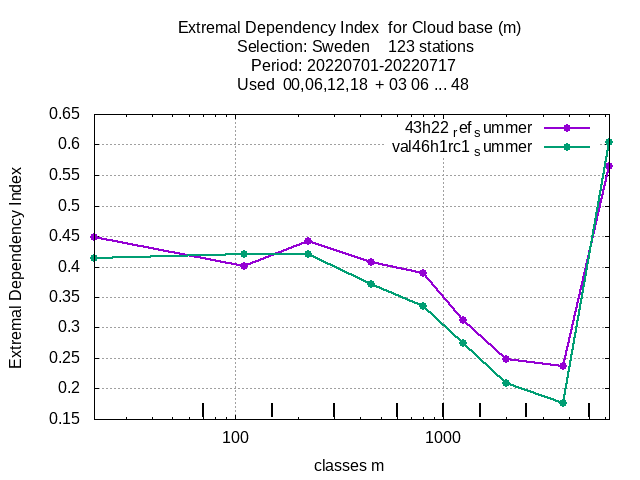 Extremal Dependency Index  for Cloud base (m)
Selection: Sweden    123 stations
Period: 20220701-20220717
Used  00,06,12,18  + 03 06 ... 48
43h22 ref summer
val46h1rc1 summer
Extremal Dependency Index
0.65
0.6
0.55
0.5
0.45
0.4
0.35
0.3
0.25
0.2
0.15
100
1000
classes m